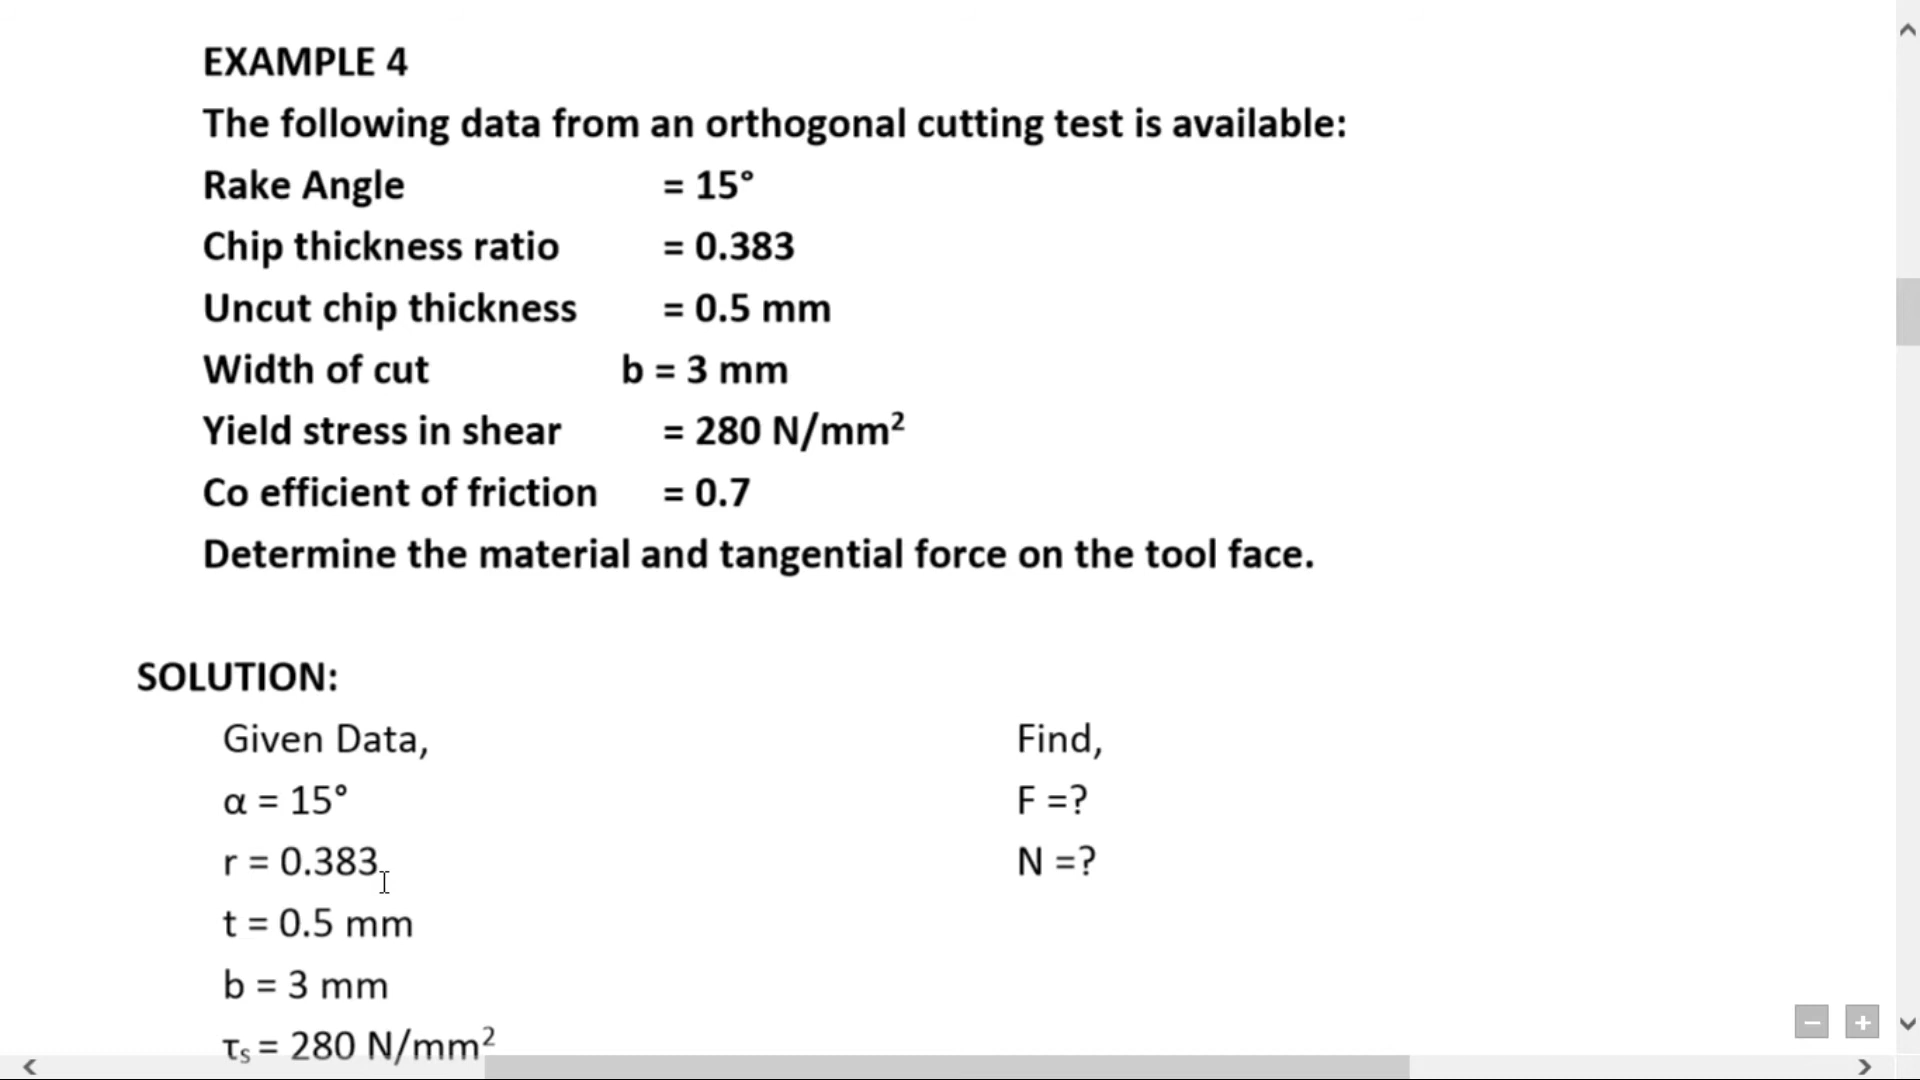 EXAMPLE 4
The following data from an orthogonal cutting test is available:
Rake Angle = 15°
Chip thickness ratio = 0.383
Uncut chip thickness = 0.5 mm
Width of cut b = 3 mm
Yield stress in shear = 280 N/mm²
Co efficient of friction = 0.7
Determine the material and tangential force on the tool face.
SOLUTION:
Given Data, Find,
α = 15° F =?
r = 0.383 N =?
t = 0.5 mm
b = 3 mm
τₛ = 280 N/mm²